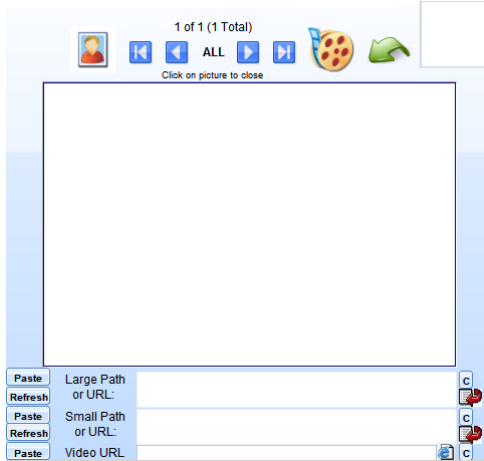 1 of 1 (1 Total)
ALL
Click on picture to close
Paste
Large Path
or URL:
C
Refresh
Paste
Small Path
or URL:
C
Refresh
Paste
Video URL
C